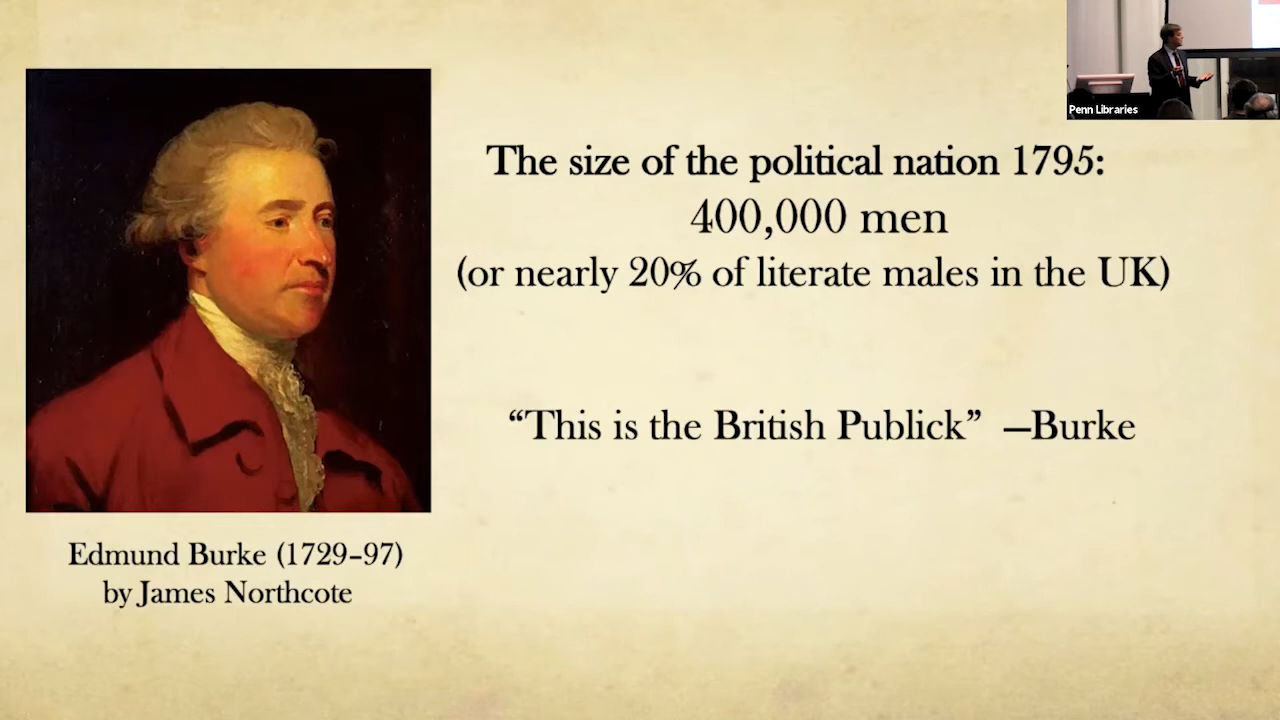 Penn Libraries
The size of the political nation 1795:
400,000 men
(or nearly 20% of literate males in the UK)
“This is the British Publick” —Burke
Edmund Burke (1729–97)
by James Northcote